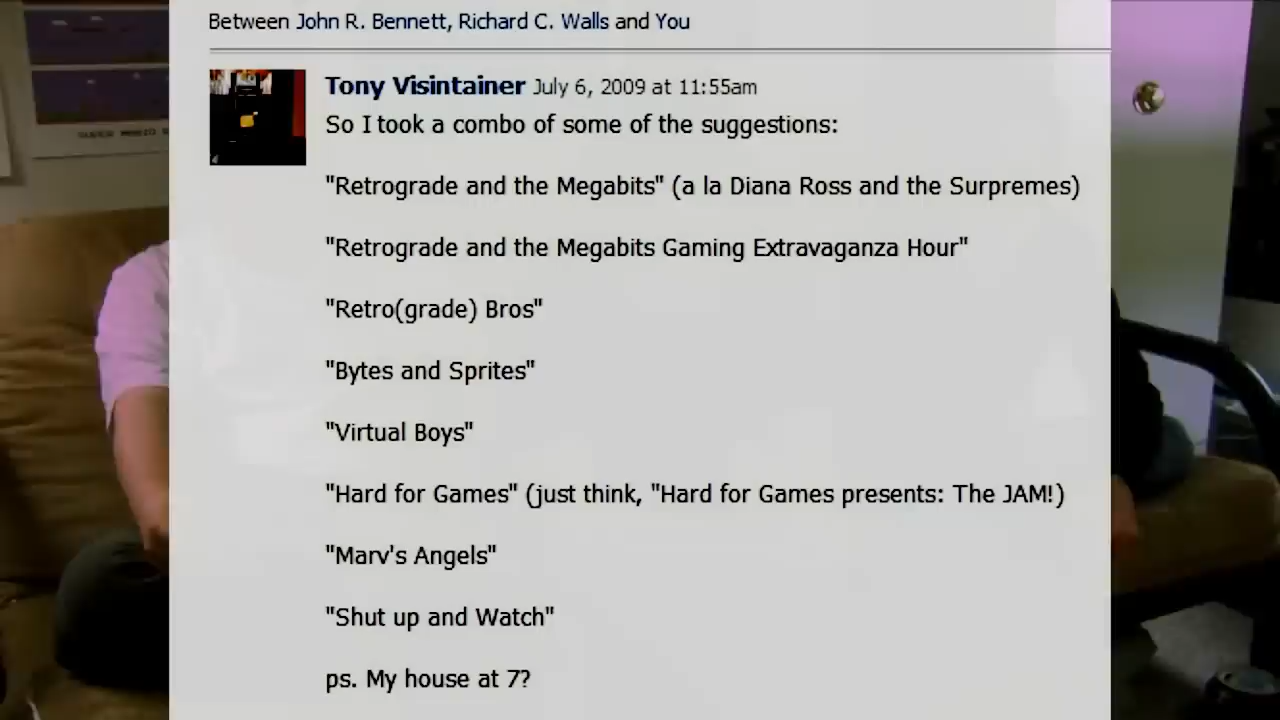 Between John R. Bennett, Richard C. Walls and You
Tony Visintainer July 6, 2009 at 11:55am
So I took a combo of some of the suggestions:
"Retrograde and the Megabits" (a la Diana Ross and the Surpremes)
"Retrograde and the Megabits Gaming Extravaganza Hour"
"Retro(grade) Bros"
"Bytes and Sprites"
"Virtual Boys"
"Hard for Games" (just think, "Hard for Games presents: The JAM!)
"Marv's Angels"
"Shut up and Watch"
ps. My house at 7?